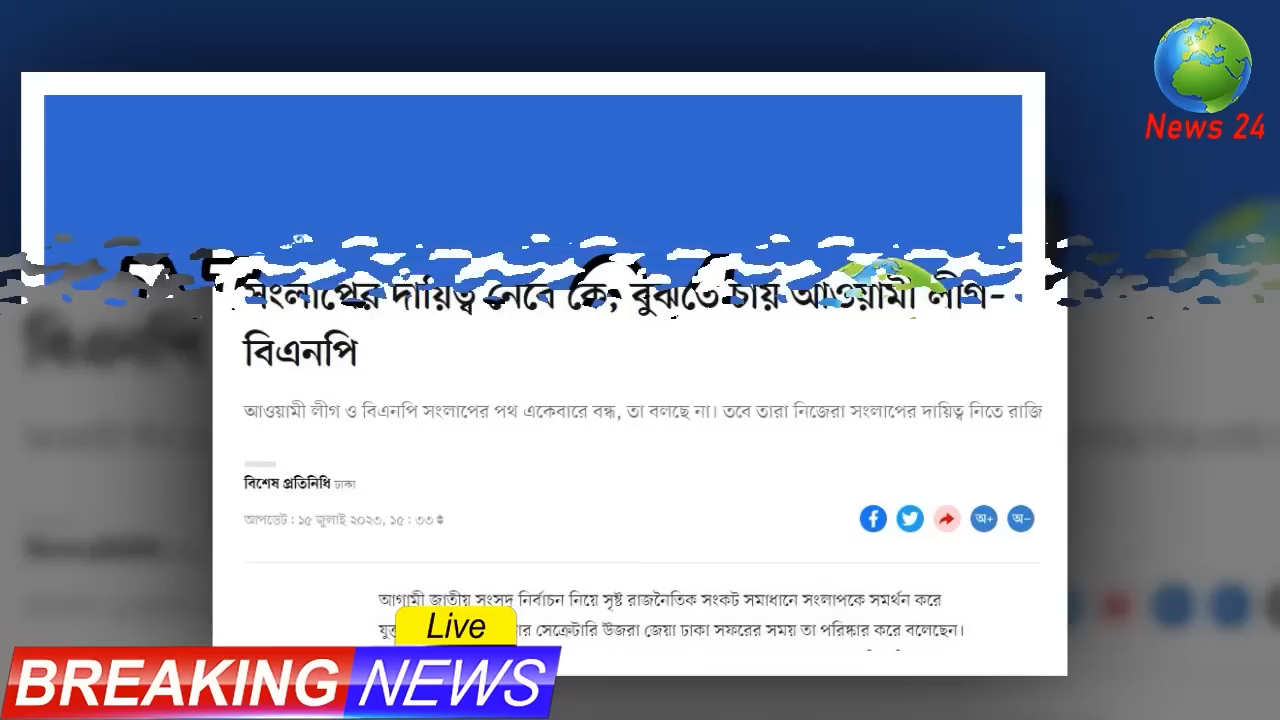 News 24
সংলাপের দায়িত্ব নেবে কে, বুঝতে চায় আওয়ামী লীগ-
বিএনপি
আওয়ামী লীগ ও বিএনপি সংলাপের পথ একেবারে বন্ধ, তা বলছে না। তবে তারা নিজেরা সংলাপের দায়িত্ব নিতে রাজি
বিশেষ প্রতিনিধি ঢাকা
আপডেট : ১৫ জুলাই ২০২৩, ১৫ : ৩৩
অ+ অ-
আগামী জাতীয় সংসদ নির্বাচন নিয়ে সৃষ্ট রাজনৈতিক সংকট সমাধানে সংলাপকে সমর্থন করে
সেক্রেটারি উজরা জেয়া ঢাকা সফরের সময় তা পরিষ্কার করে বলেছেন।
Live
BREAKING NEWS